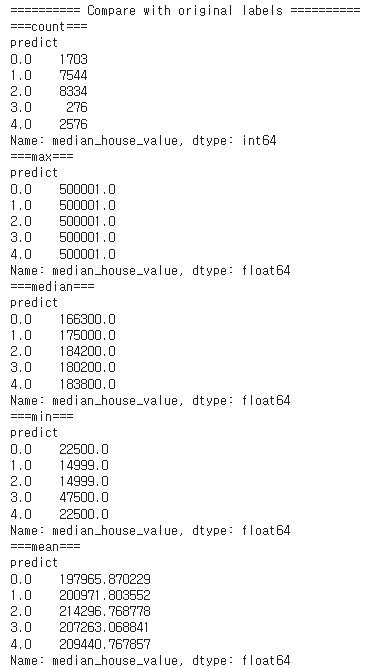 ========== Compare with original labels ==========
===count===
predict
0.0    1703
1.0    7544
2.0    8334
3.0     276
4.0    2576
Name: median_house_value, dtype: int64
===max===
predict
0.0    500001.0
1.0    500001.0
2.0    500001.0
3.0    500001.0
4.0    500001.0
Name: median_house_value, dtype: float64
===median===
predict
0.0    166300.0
1.0    175000.0
2.0    184200.0
3.0    180200.0
4.0    183800.0
Name: median_house_value, dtype: float64
===min===
predict
0.0    22500.0
1.0    14999.0
2.0    14999.0
3.0    47500.0
4.0    22500.0
Name: median_house_value, dtype: float64
===mean===
predict
0.0    197965.870229
1.0    200971.803552
2.0    214296.768778
3.0    207263.068841
4.0    209440.767857
Name: median_house_value, dtype: float64